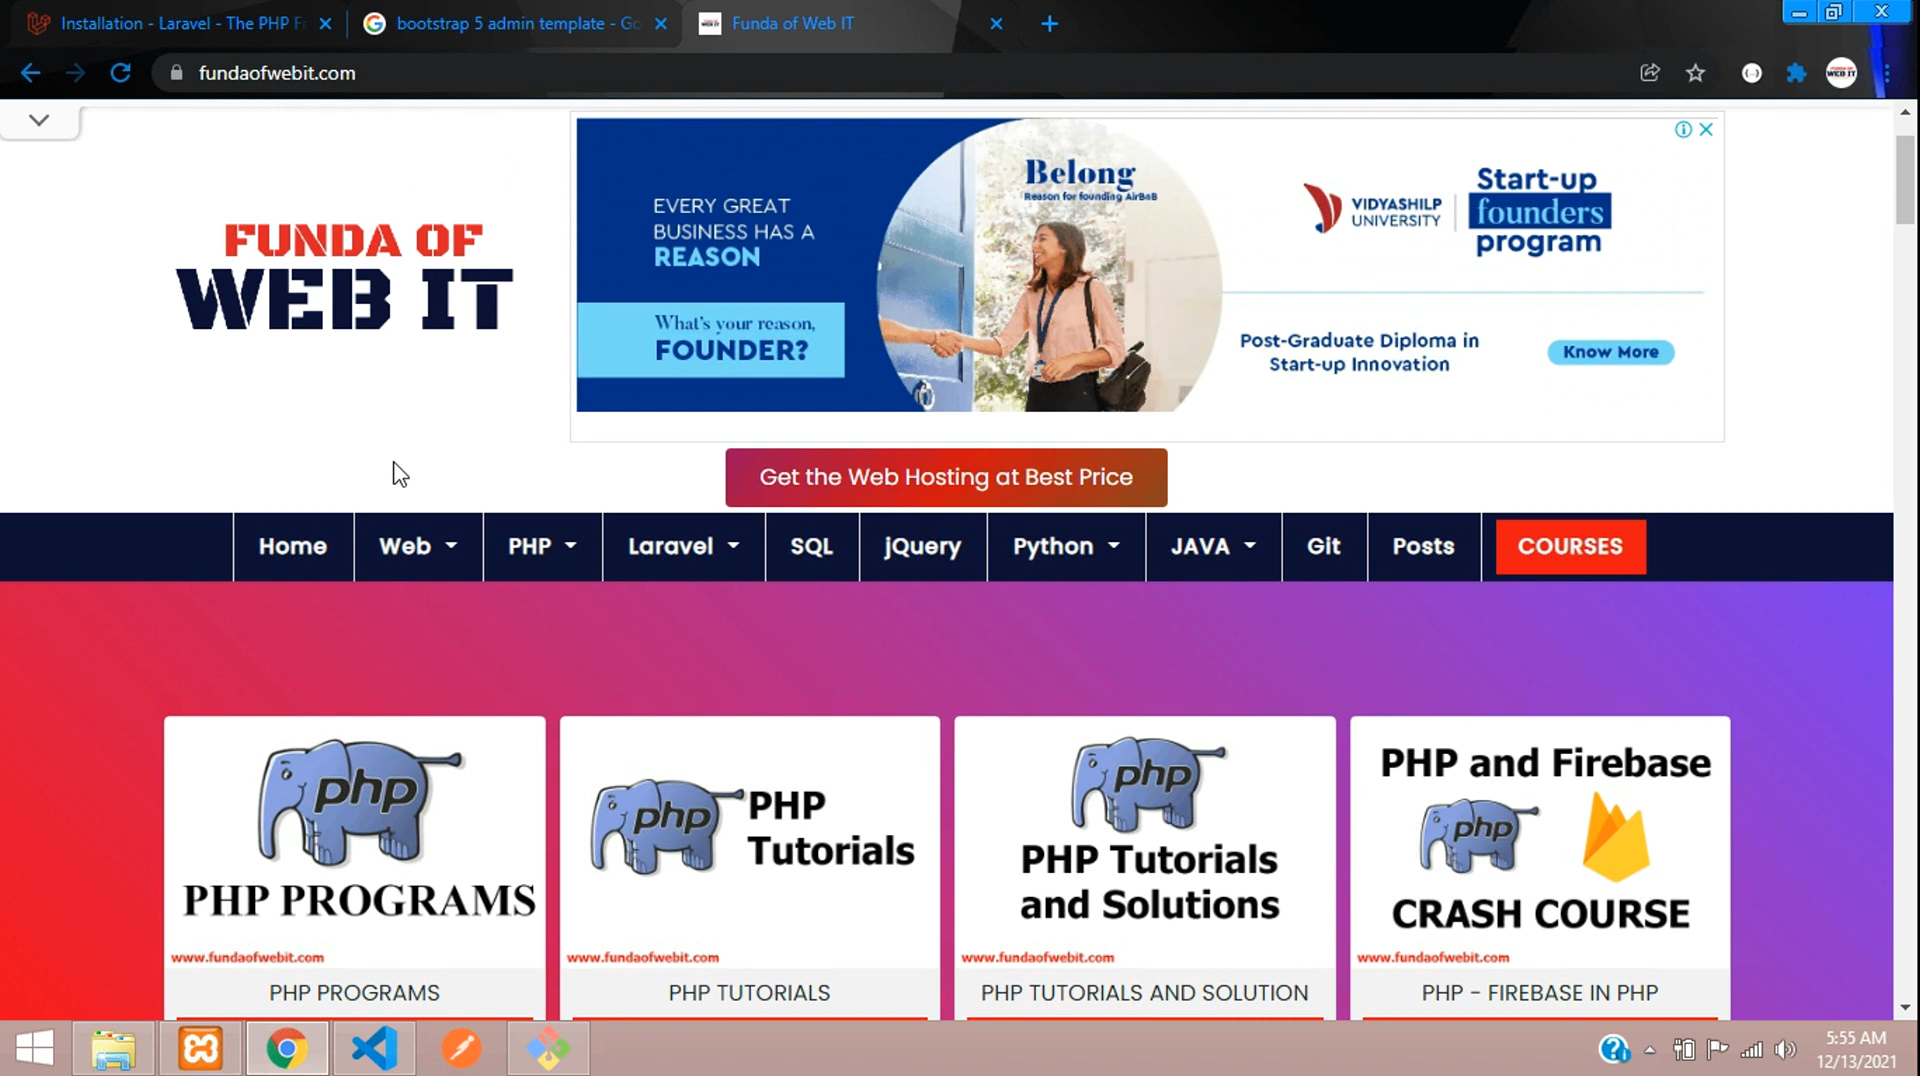 Installation - Laravel - The PHP Fr
bootstrap 5 admin template - Go
Funda of Web IT
fundaofwebit.com
FUNDA OF
WEB IT
EVERY GREAT
BUSINESS HAS A
REASON
What's your reason,
FOUNDER?
Belong
Reason for founding AirBnB
VIDYASHILP
UNIVERSITY
Start-up
founders
program
Post-Graduate Diploma in
Start-up Innovation
Know More
Get the Web Hosting at Best Price
Home
Web
PHP
Laravel
SQL
jQuery
Python
JAVA
Git
Posts
COURSES
php
PHP PROGRAMS
www.fundaofwebit.com
PHP PROGRAMS
php
PHP
Tutorials
www.fundaofwebit.com
PHP TUTORIALS
php
PHP Tutorials
and Solutions
www.fundaofwebit.com
PHP TUTORIALS AND SOLUTION
PHP and Firebase
php
CRASH COURSE
www.fundaofwebit.com
PHP - FIREBASE IN PHP
5:55 AM
12/13/2021